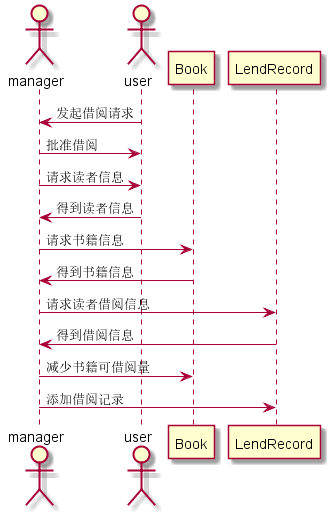 manager
user
Book
LendRecord
发起借阅请求
批准借阅
请求读者信息
得到读者信息
请求书籍信息
得到书籍信息
请求读者借阅信息
得到借阅信息
减少书籍可借阅量
添加借阅记录
manager
user
Book
LendRecord